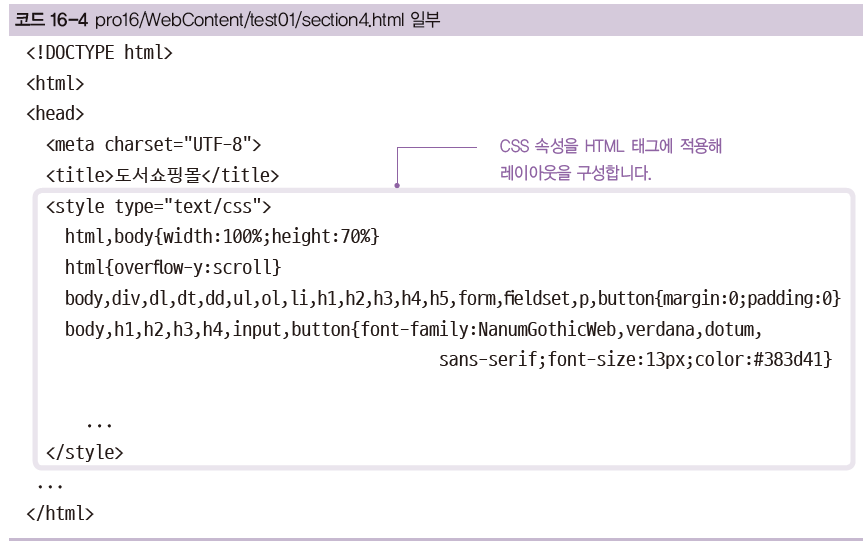 코드 16-4 pro16/WebContent/test01/section4.html 일부
<!DOCTYPE html>
<html>
<head>
<meta charset="UTF-8">
CSS 속성을 HTML 태그에 적용해
레이아웃을 구성합니다.
<title>도서쇼핑몰</title>
<style type="text/css">
html,body{width:100%;height:70%}
html{overflow-y:scroll}
body,div,dl,dt,dd,ul,ol,li,h1,h2,h3,h4,h5,form,fieldset,p,button{margin:0;padding:0}
body,h1,h2,h3,h4,input,button{font-family:NanumGothicWeb,verdana,dotum,
sans-serif;font-size:13px;color:#383d41}
...
</style>
...
</html>